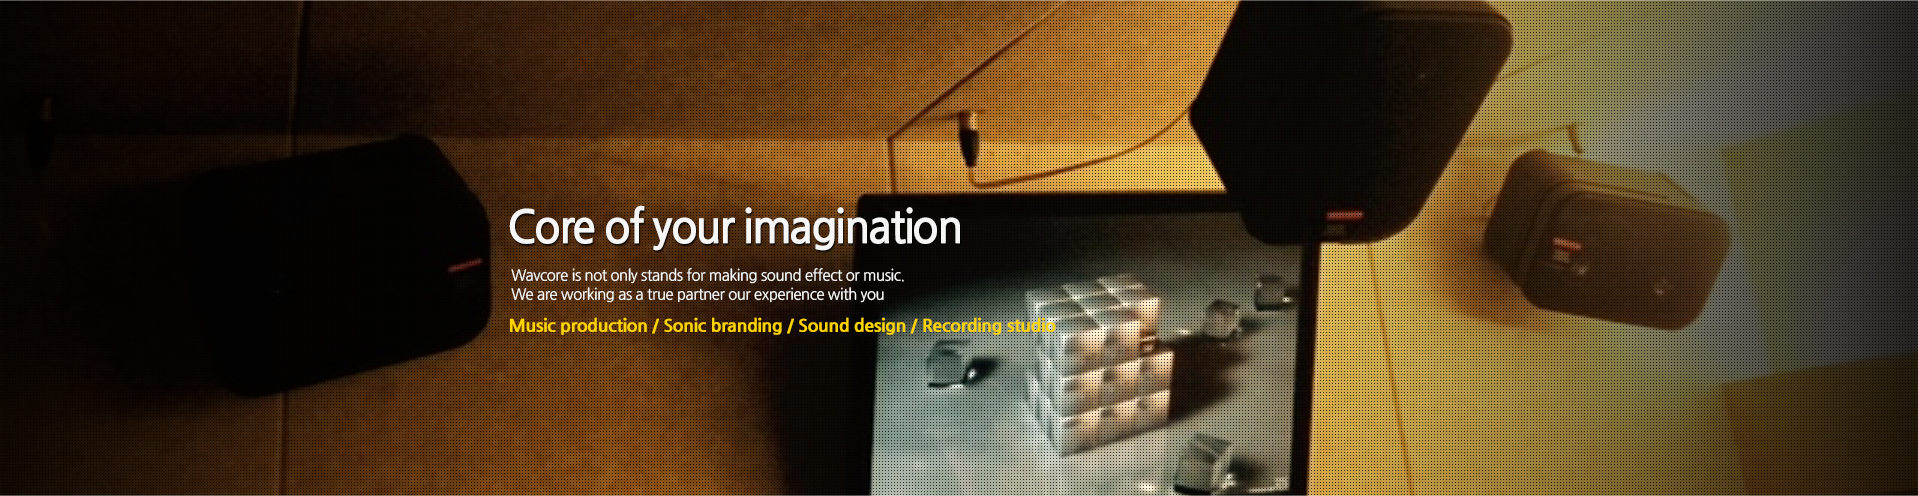 Core of your imagination
Wavcore is not only stands for making sound effect or music.
We are working as a true partner our experience with you
Music production / Sonic branding / Sound design / Recording studio